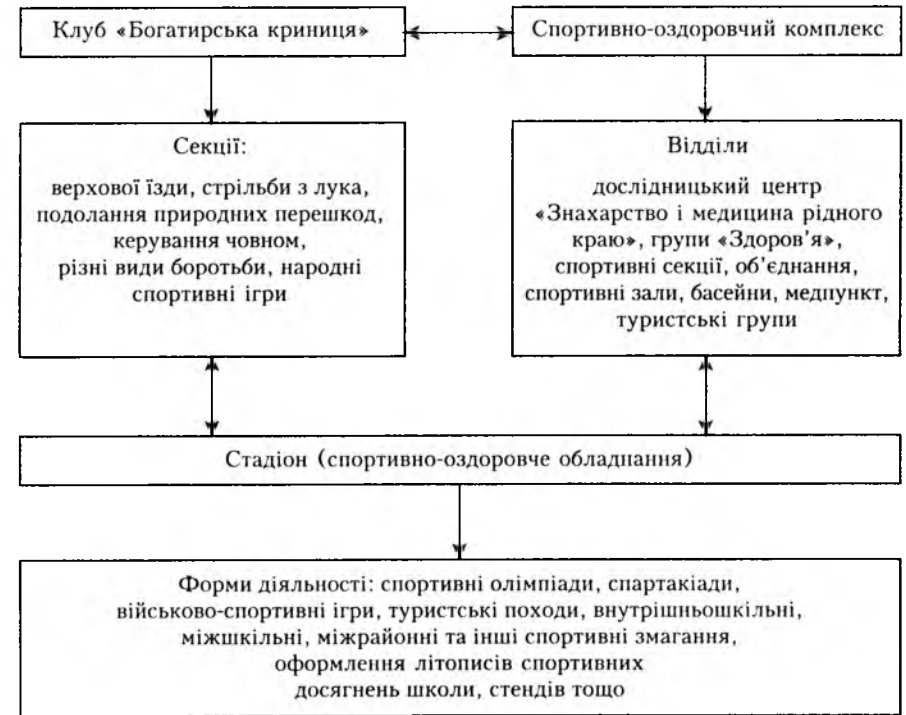 Клуб «Богатирська криниця»
Спортивно-оздоровчий комплекс
Секції:
верхової їзди, стрільби з лука,
подолання природних перешкод,
керування човном,
різні види боротьби, народні
спортивні ігри
Відділи
дослідницький центр
«Знахарство і медицина рідного
краю», групи «Здоров'я»,
спортивні секції, об'єднання,
спортивні зали, басейни, медпункт,
туристські групи
Стадіон (спортивно-оздоровче обладнання)
Форми діяльності: спортивні олімпіади, спартакіади,
військово-спортивні ігри, туристські походи, внутрішньошкільні,
міжшкільні, міжрайонні та інші спортивні змагання,
оформлення літописів спортивних
досягнень школи, стендів тощо